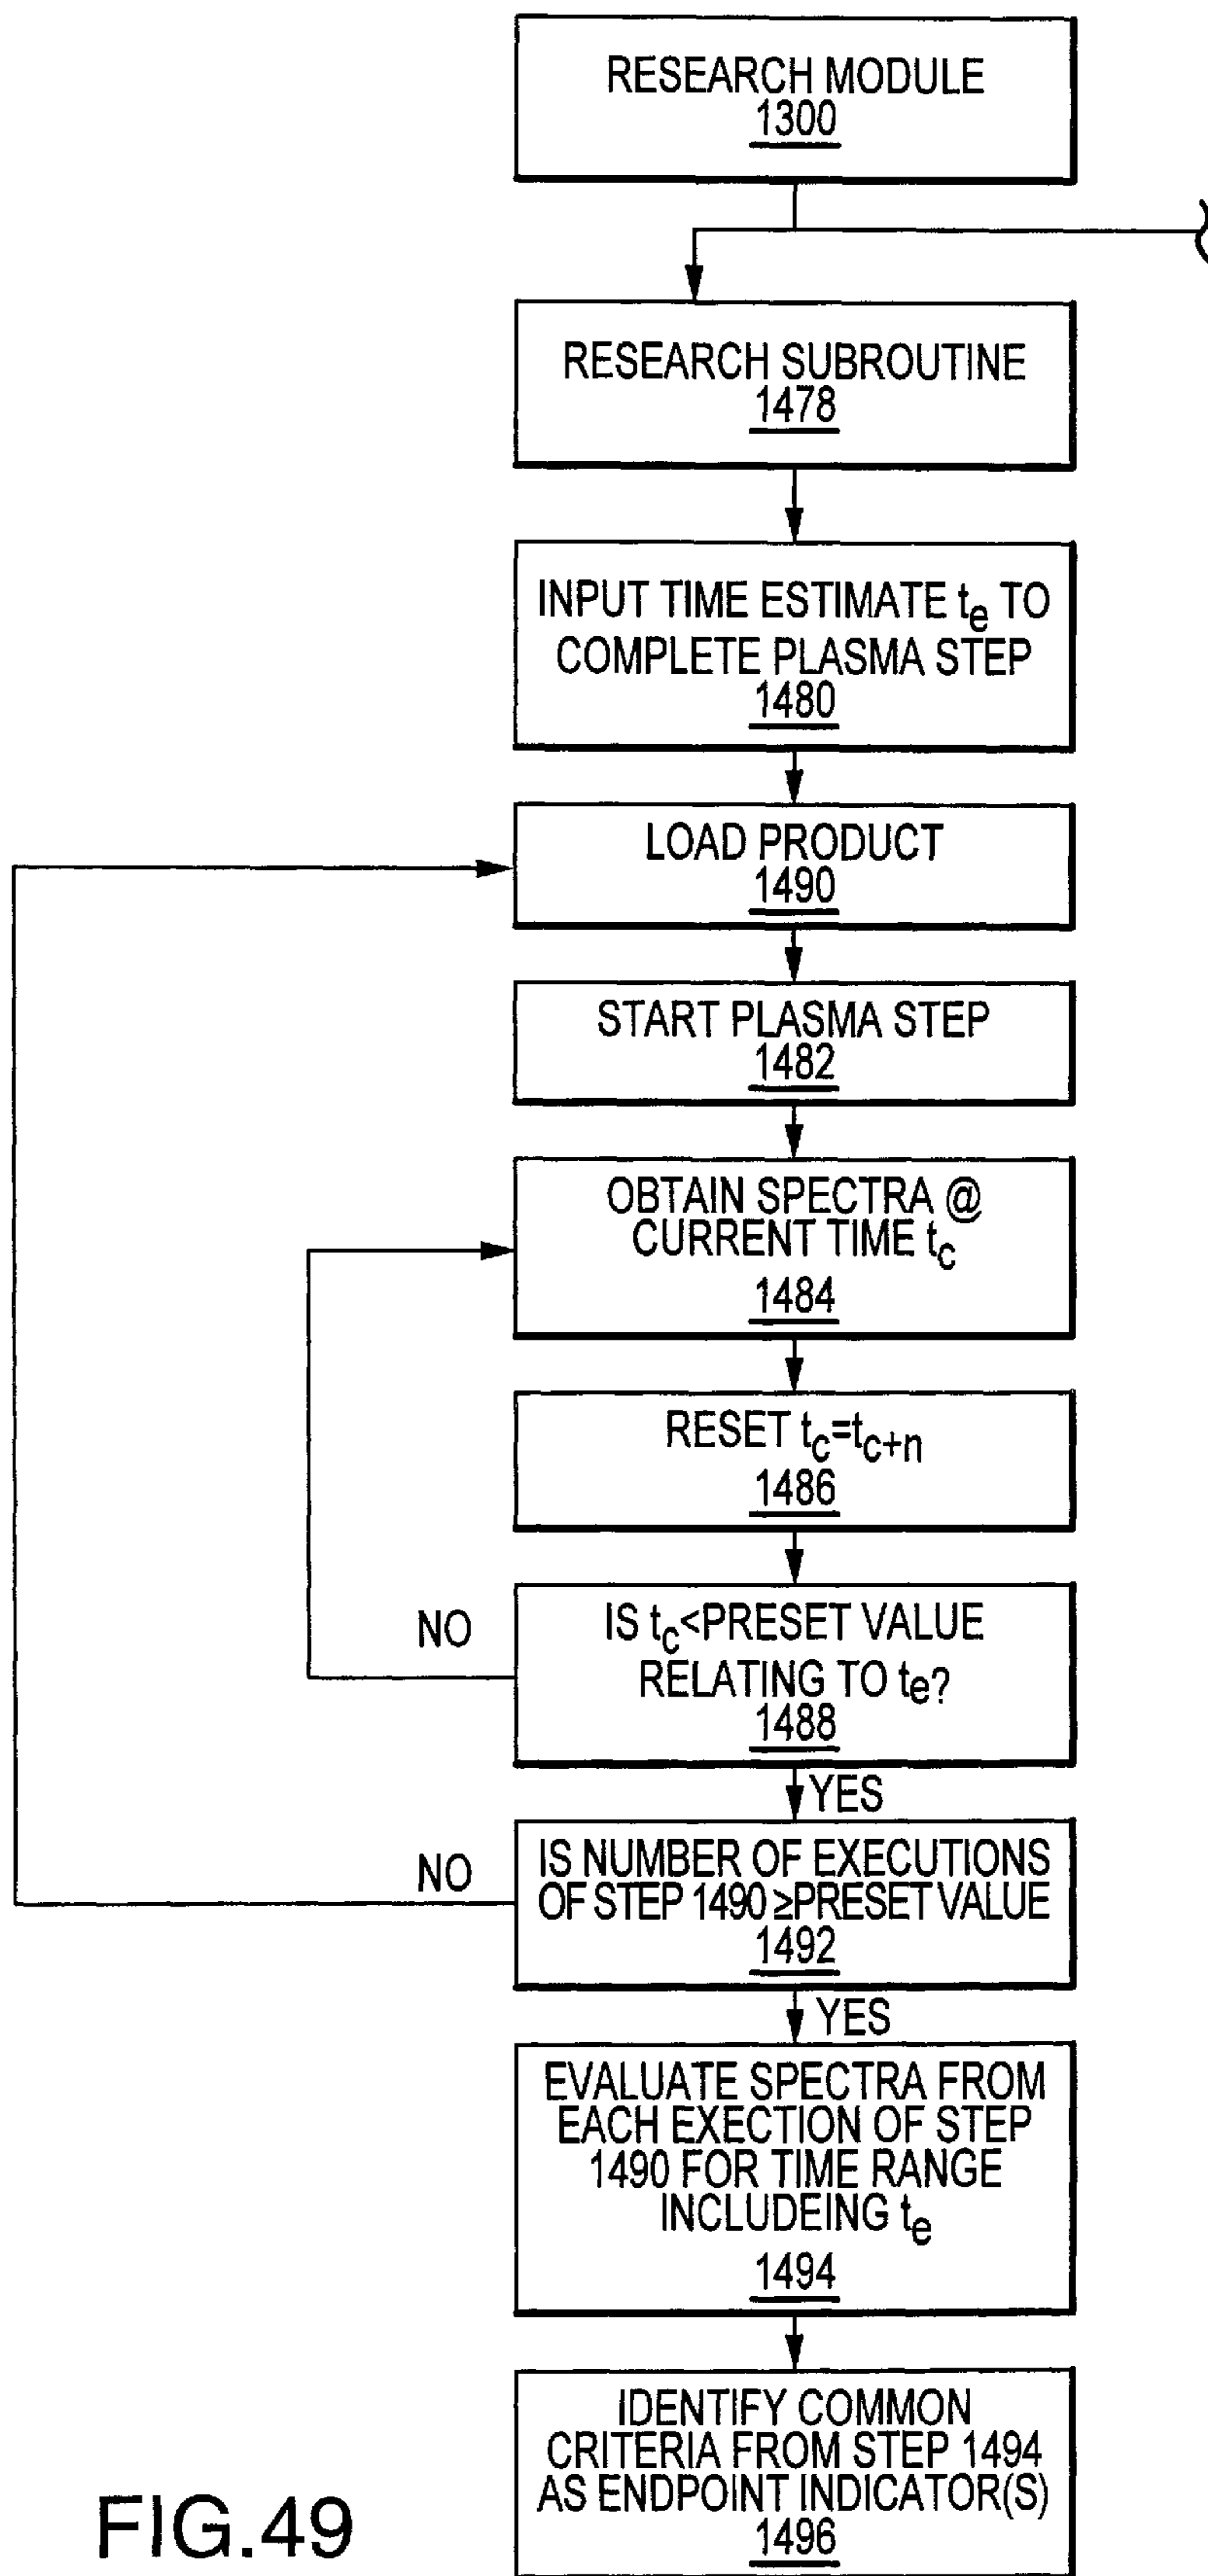 RESEARCH MODULE
1300
RESEARCH SUBROUTINE
1478
INPUT TIME ESTIMATE te TO
COMPLETE PLASMA STEP
1480
LOAD PRODUCT
1490
START PLASMA STEP
1482
OBTAIN SPECTRA @
CURRENT TIME tc
1484
RESET tc=tc+n
1486
IS tc<PRESET VALUE
RELATING TO te?
1488
NO
YES
IS NUMBER OF EXECUTIONS
OF STEP 1490 ≥PRESET VALUE
1492
NO
YES
EVALUATE SPECTRA FROM
EACH EXECTION OF STEP
1490 FOR TIME RANGE
INCLUDEING te
1494
IDENTIFY COMMON
CRITERIA FROM STEP 1494
AS ENDPOINT INDICATOR(S)
1496
FIG.49